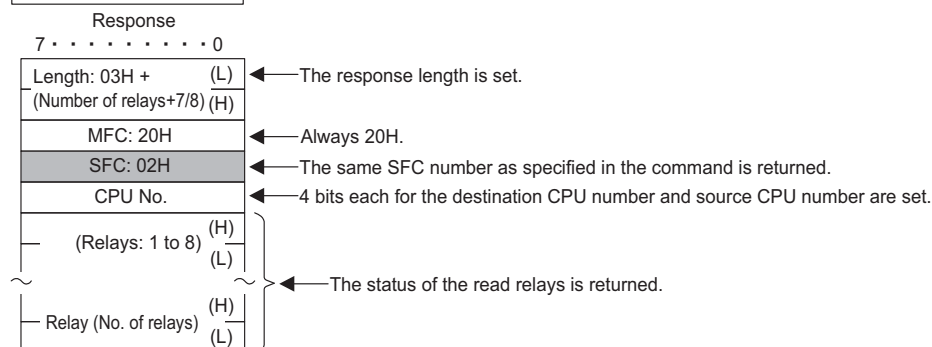 Response
7 · · · · · · · · · 0
Length: 03H + (L)
(Number of relays+7/8) (H)
The response length is set.
MFC: 20H
Always 20H.
SFC: 02H
The same SFC number as specified in the command is returned.
CPU No.
4 bits each for the destination CPU number and source CPU number are set.
(Relays: 1 to 8) (H)
(L)
The status of the read relays is returned.
Relay (No. of relays) (H)
(L)